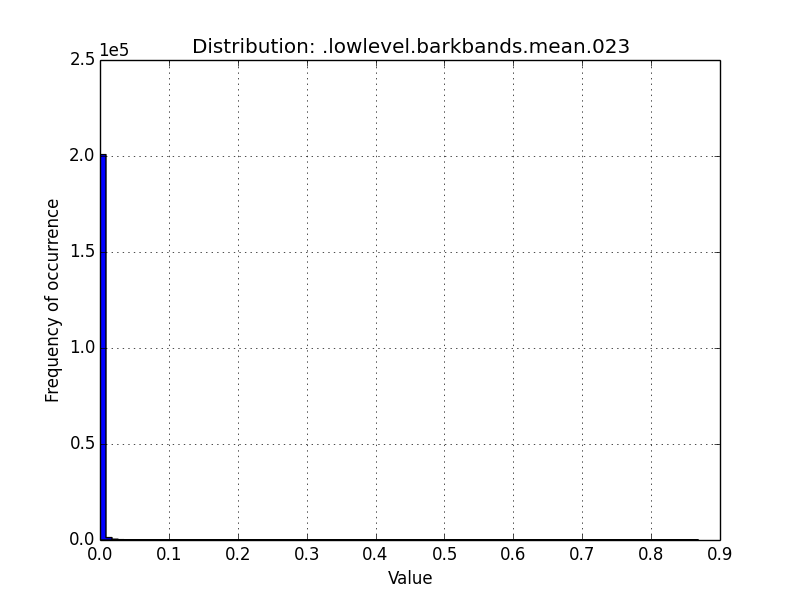 Distribution: .lowlevel.barkbands.mean.023
1e5
2.5
2.0
1.5
1.0
0.5
0.0
Frequency of occurrence
0.0 0.1 0.2 0.3 0.4 0.5 0.6 0.7 0.8 0.9
Value